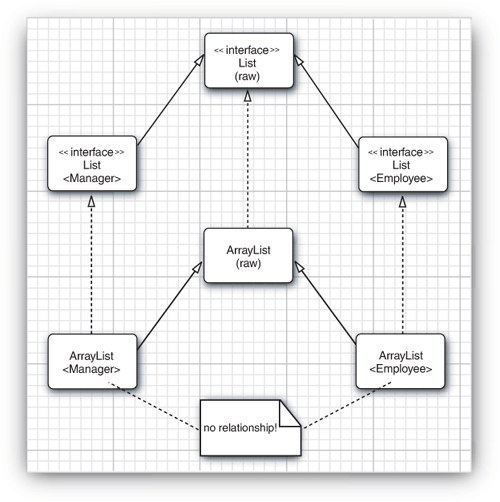 << interface >>
List
(raw)
<< interface >>
List
<Manager>
<< interface >>
List
<Employee>
ArrayList
(raw)
ArrayList
<Manager>
ArrayList
<Employee>
no relationship!